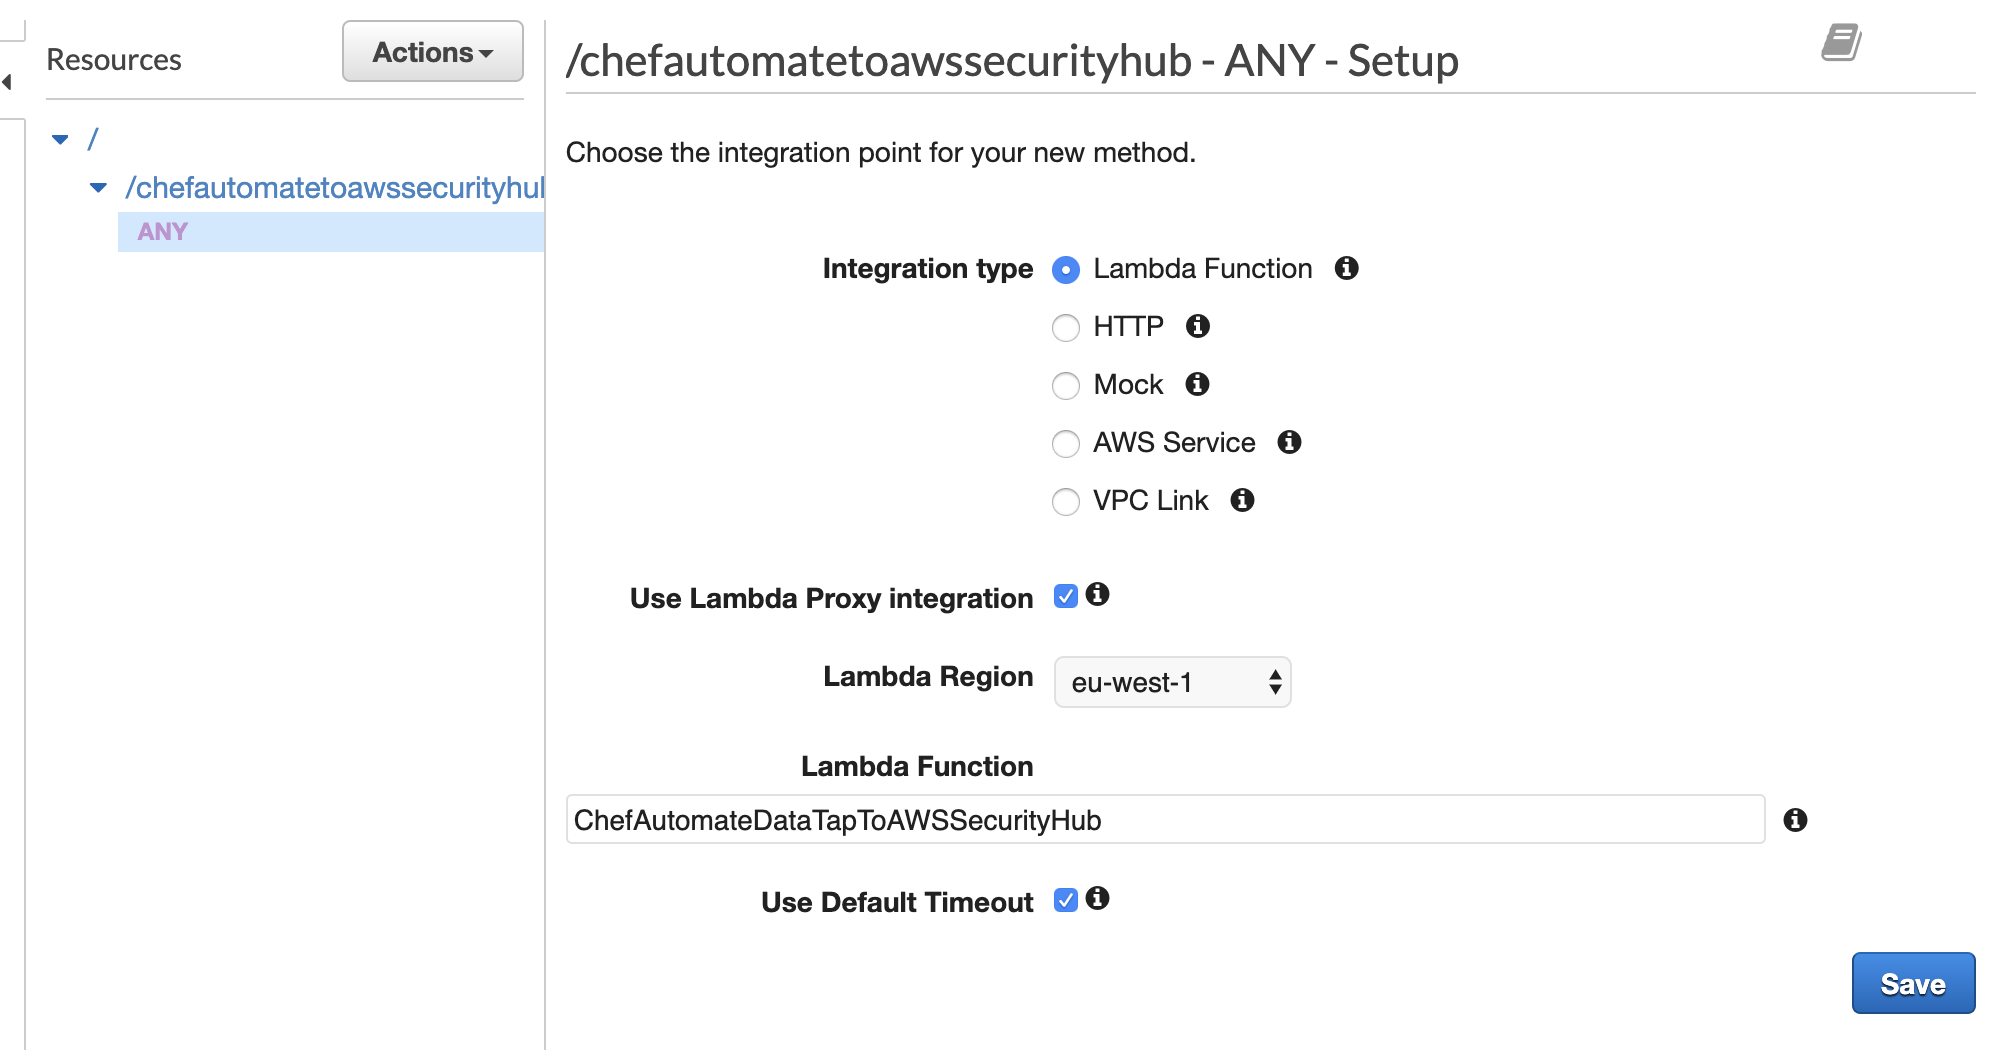 Resources
Actions
/
/chefautomatetoawssecurityhul
ANY
/chefautomatetoawssecurityhub - ANY - Setup
Choose the integration point for your new method.
Integration type
Lambda Function
HTTP
Mock
AWS Service
VPC Link
Use Lambda Proxy integration
Lambda Region
eu-west-1
Lambda Function
ChefAutomateDataTapToAWSSecurityHub
Use Default Timeout
Save